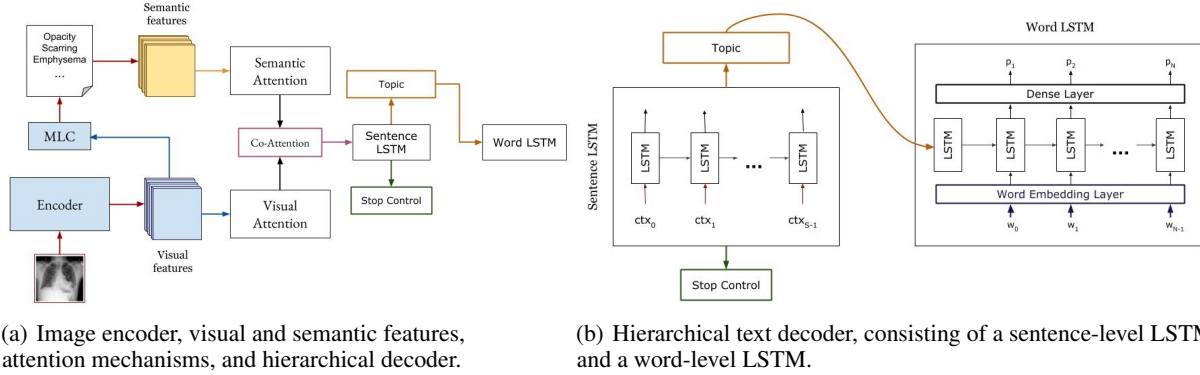 Semantic
features
Opacity
Scarring
Emphysema
...
Semantic
Attention
Topic
MLC
Co-Attention
Sentence
LSTM
Word LSTM
Encoder
Visual
Attention
Stop Control
Visual
features
(a) Image encoder, visual and semantic features,
attention mechanisms, and hierarchical decoder.
Word LSTM
Topic
p1 p2 pN
Dense Layer
Sentence LSTM
LSTM LSTM ... LSTM
LSTM LSTM LSTM ... LSTM
Word Embedding Layer
ctx0 ctx1 ctxS-1
w0 w1 wN-1
Stop Control
(b) Hierarchical text decoder, consisting of a sentence-level LSTM
and a word-level LSTM.